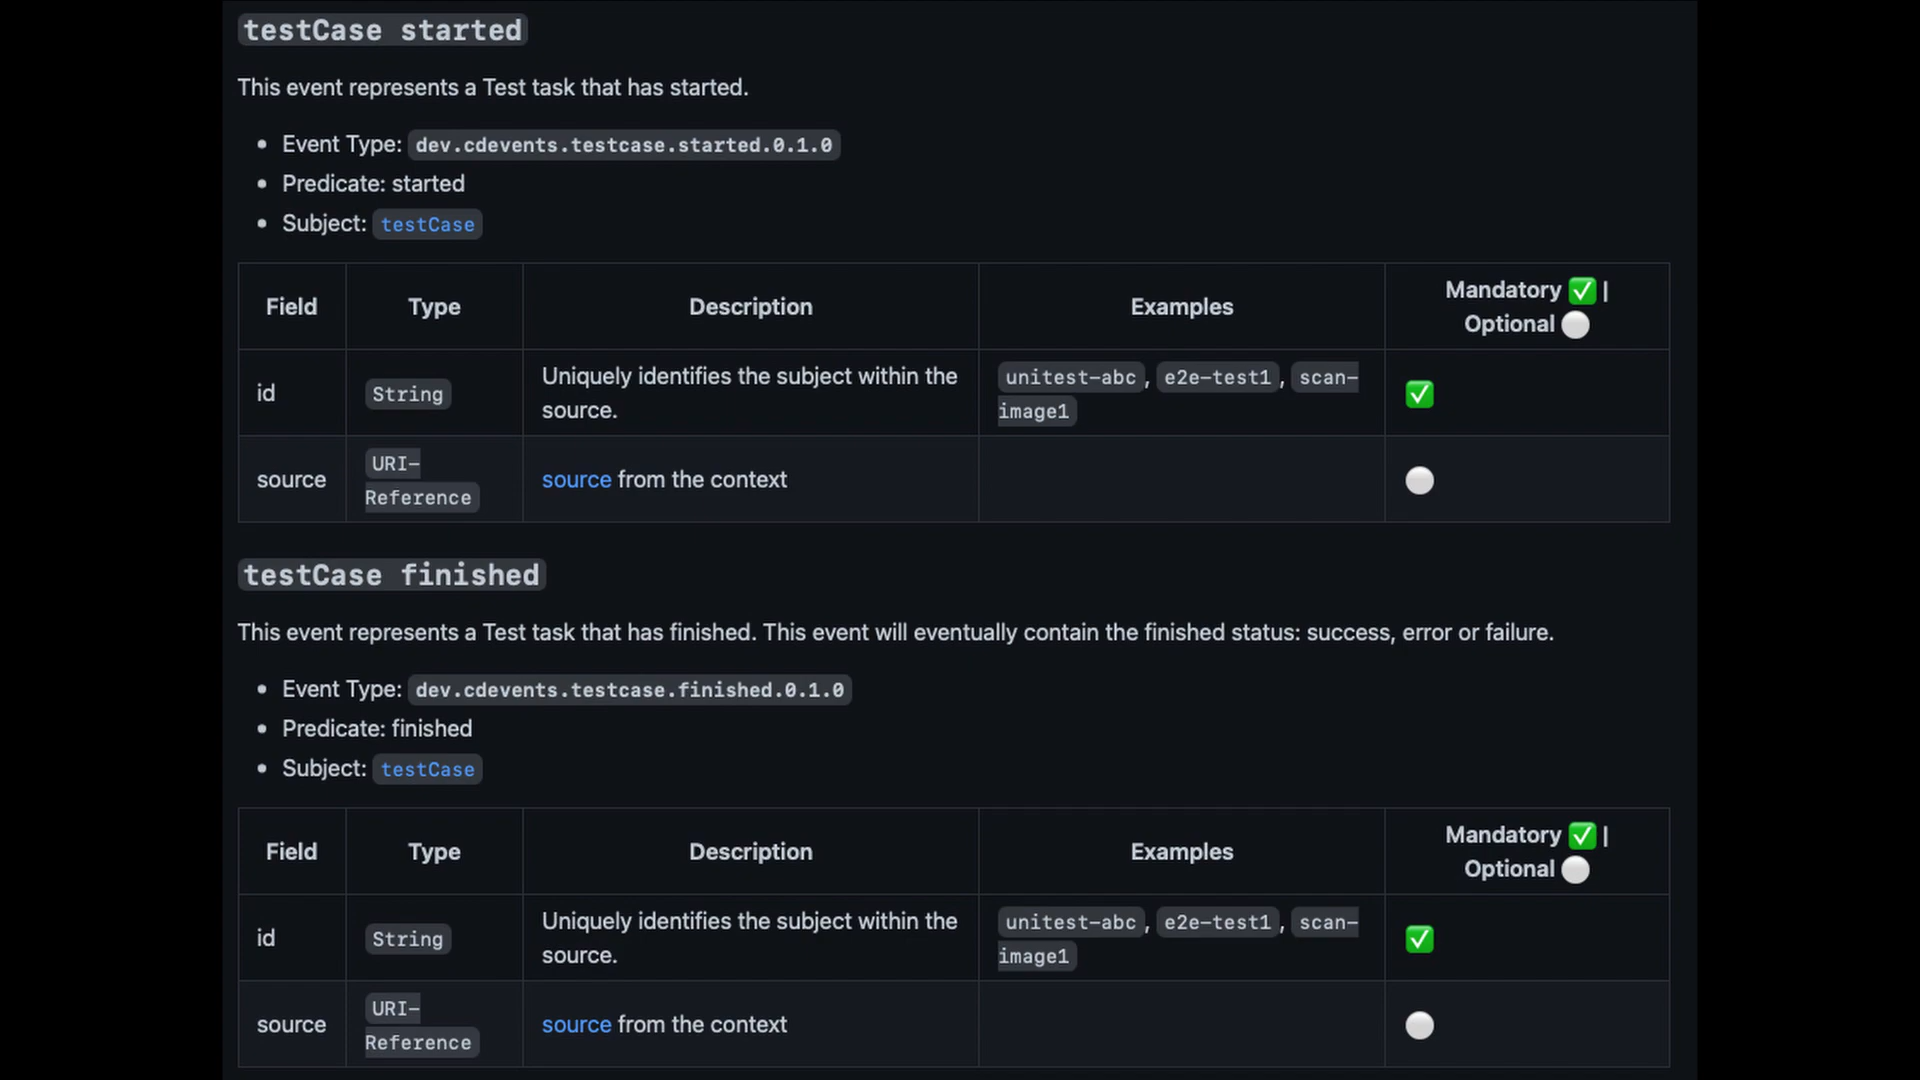 testCase started
This event represents a Test task that has started.
• Event Type: dev.cdevents.testcase.started.0.1.0
• Predicate: started
• Subject: testCase
Field Type Description Examples Mandatory ✅ |
Optional ⚪
id String Uniquely identifies the subject within the
source. unitest-abc, e2e-test1, scan-
image1 ✅
source URI-
Reference source from the context ⚪
testCase finished
This event represents a Test task that has finished. This event will eventually contain the finished status: success, error or failure.
• Event Type: dev.cdevents.testcase.finished.0.1.0
• Predicate: finished
• Subject: testCase
Field Type Description Examples Mandatory ✅ |
Optional ⚪
id String Uniquely identifies the subject within the
source. unitest-abc, e2e-test1, scan-
image1 ✅
source URI-
Reference source from the context ⚪